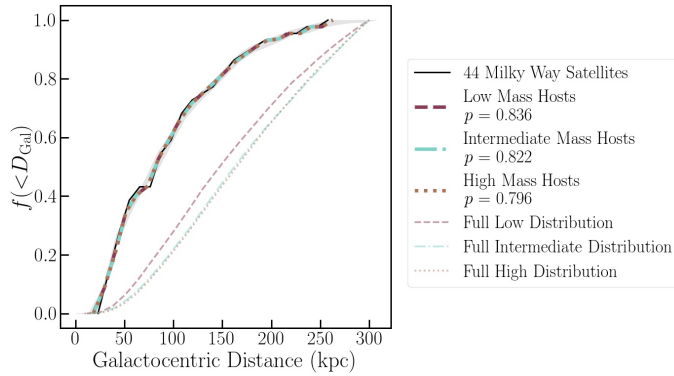 1.0
0.8
0.6
0.4
0.2
0.0
f(<D_Gal)
0 50 100 150 200 250 300
Galactocentric Distance (kpc)
44 Milky Way Satellites
Low Mass Hosts
p = 0.836
Intermediate Mass Hosts
p = 0.822
High Mass Hosts
p = 0.796
Full Low Distribution
Full Intermediate Distribution
Full High Distribution